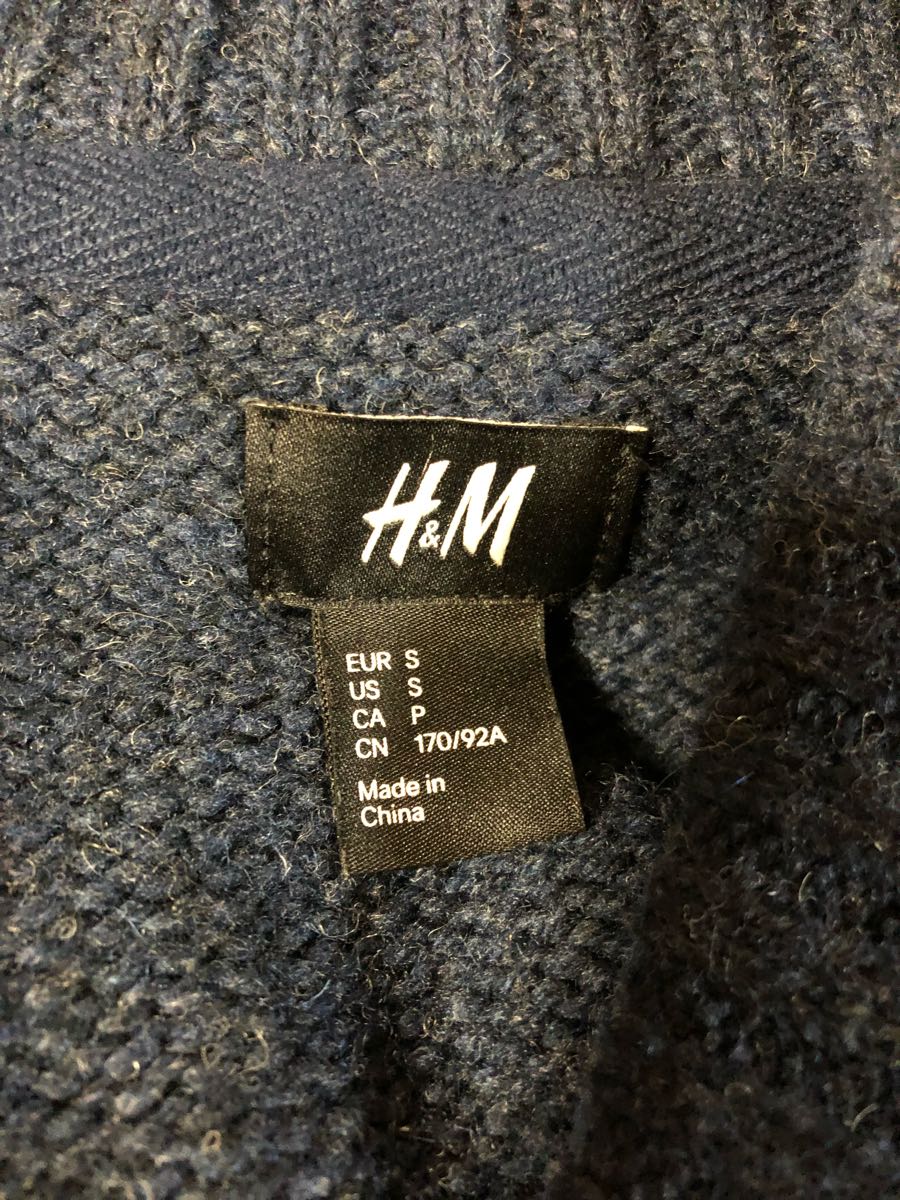 H&M
EUR S
US S
CA P
CN 170/92A
Made in
China